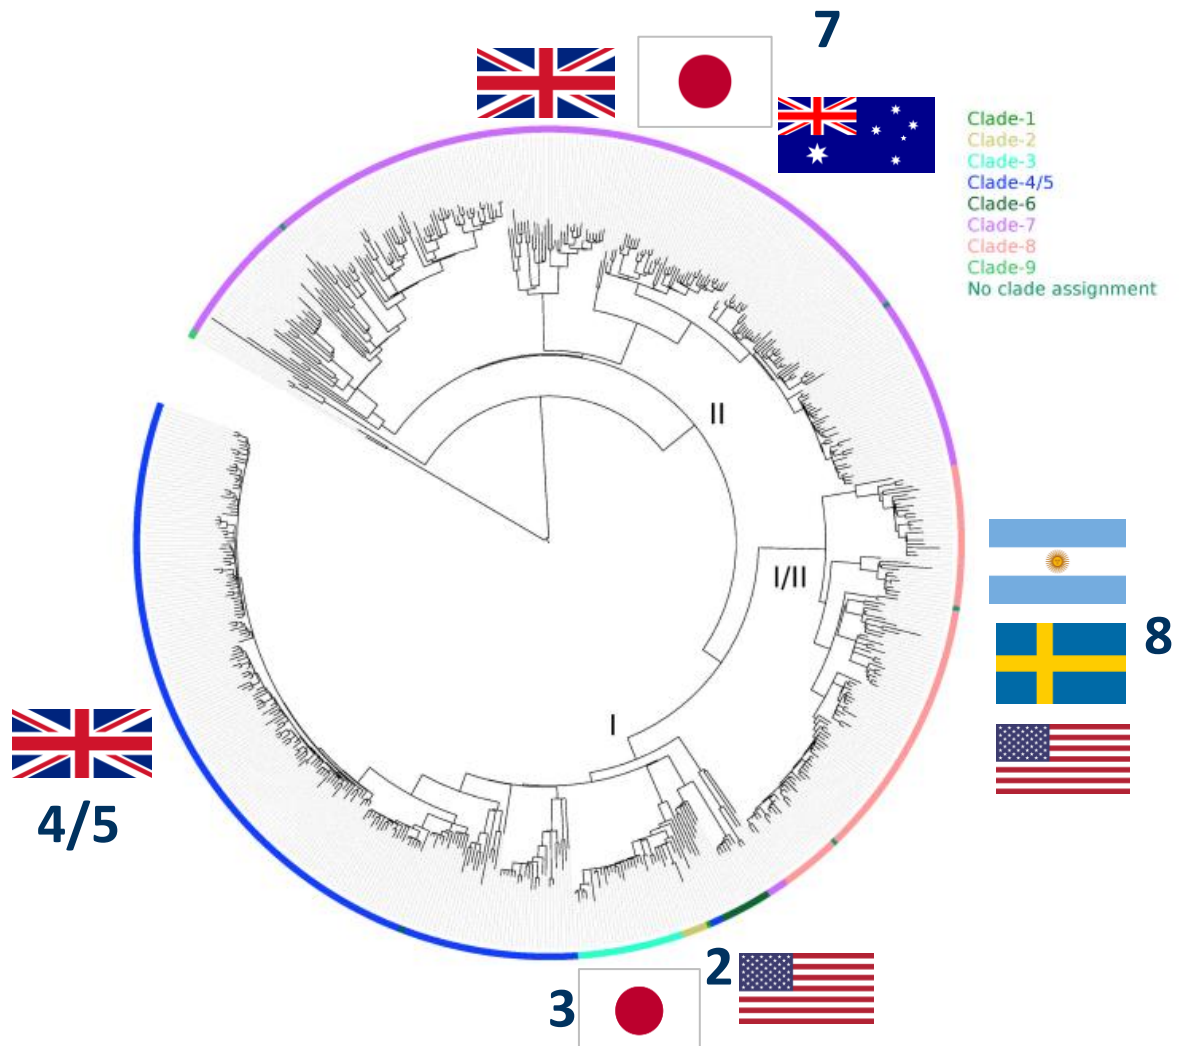 7
Clade-1
Clade-2
Clade-3
Clade-4/5
Clade-6
Clade-7
Clade-8
Clade-9
No clade assignment
II
I/II
8
I
4/5
2
3